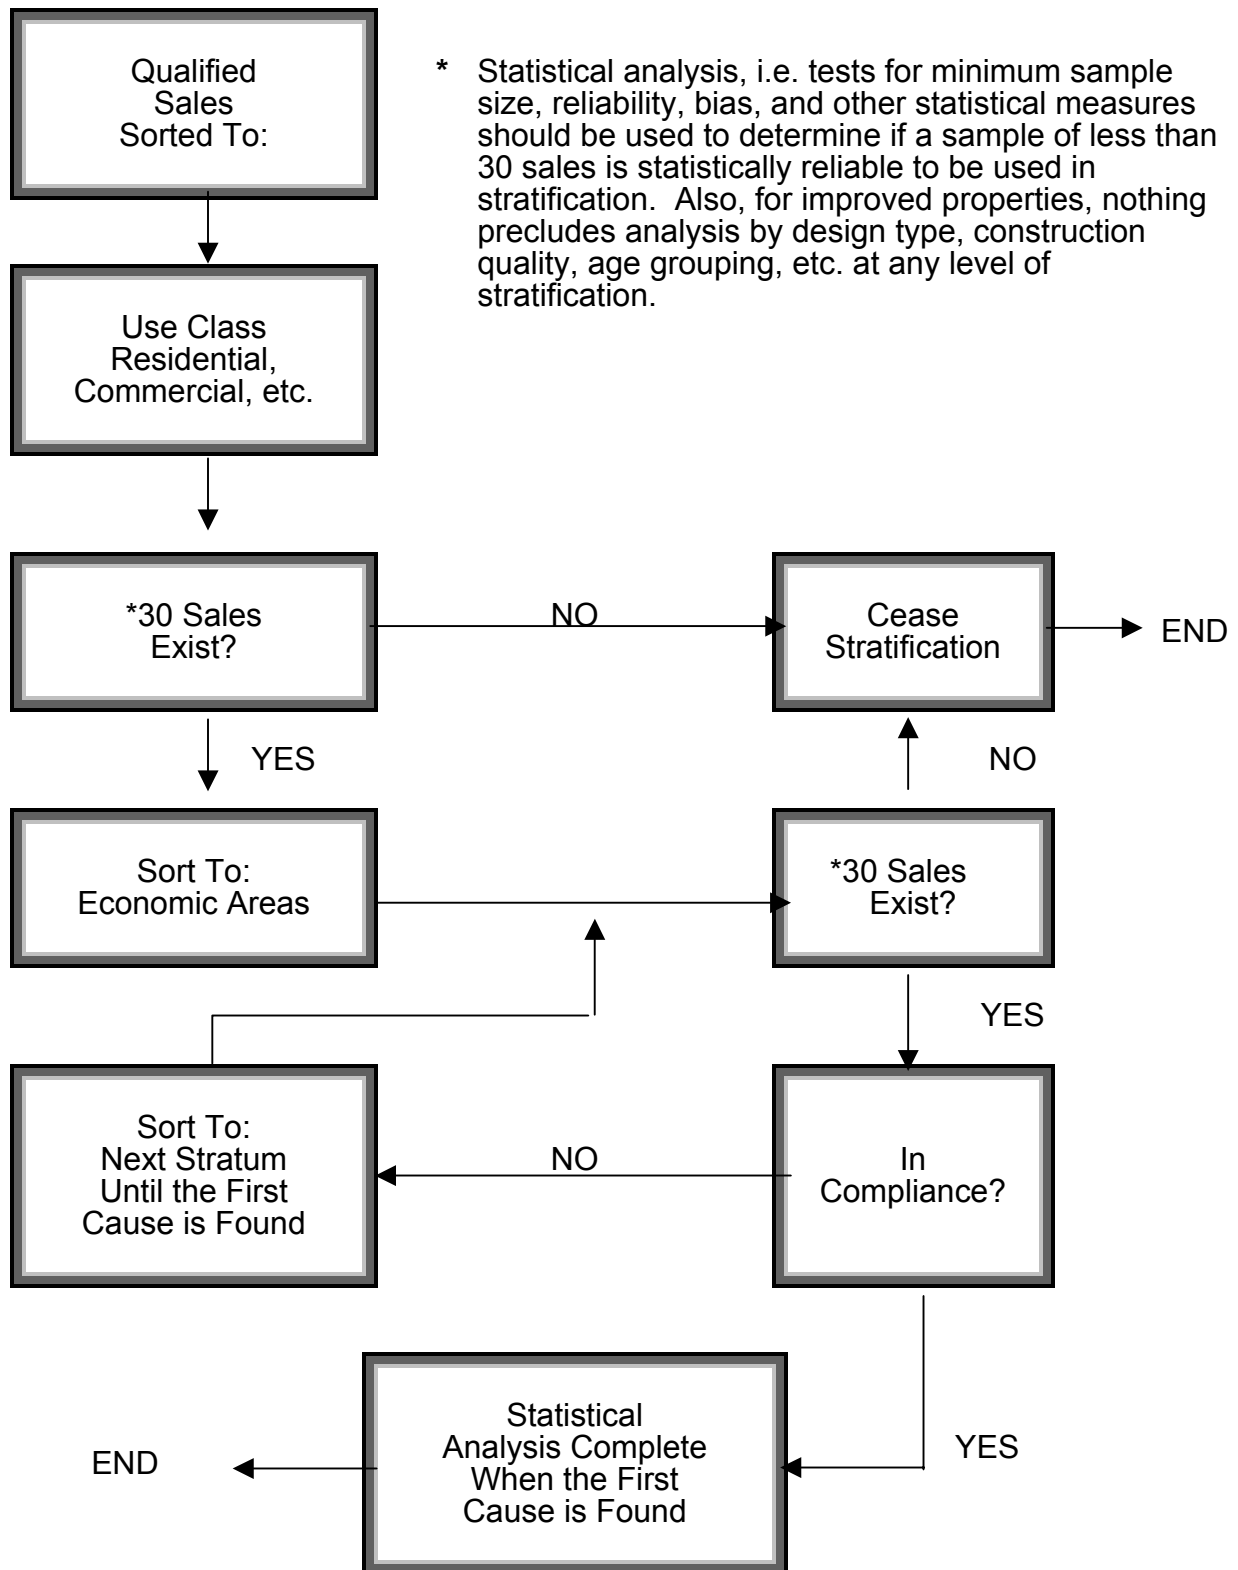 Qualified
Sales
Sorted To:
* Statistical analysis, i.e. tests for minimum sample
size, reliability, bias, and other statistical measures
should be used to determine if a sample of less than
30 sales is statistically reliable to be used in
stratification. Also, for improved properties, nothing
precludes analysis by design type, construction
quality, age grouping, etc. at any level of
stratification.
Use Class
Residential,
Commercial, etc.
*30 Sales
Exist?
NO
Cease
Stratification
END
YES
NO
Sort To:
Economic Areas
*30 Sales
Exist?
YES
Sort To:
Next Stratum
Until the First
Cause is Found
NO
In
Compliance?
YES
Statistical
Analysis Complete
When the First
Cause is Found
END